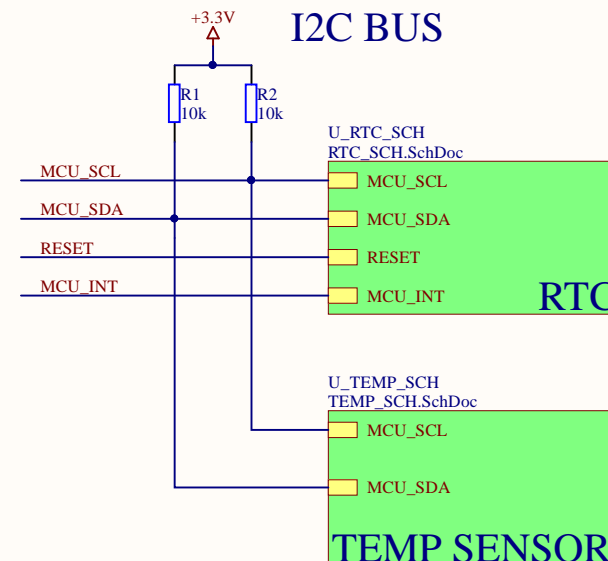 +3.3V
I2C BUS
R1
10k
R2
10k
U_RTC_SCH
RTC_SCH.SchDoc
MCU_SCL
MCU_SCL
MCU_SDA
MCU_SDA
RESET
RESET
MCU_INT
MCU_INT
RTC
U_TEMP_SCH
TEMP_SCH.SchDoc
MCU_SCL
MCU_SDA
TEMP SENSOR